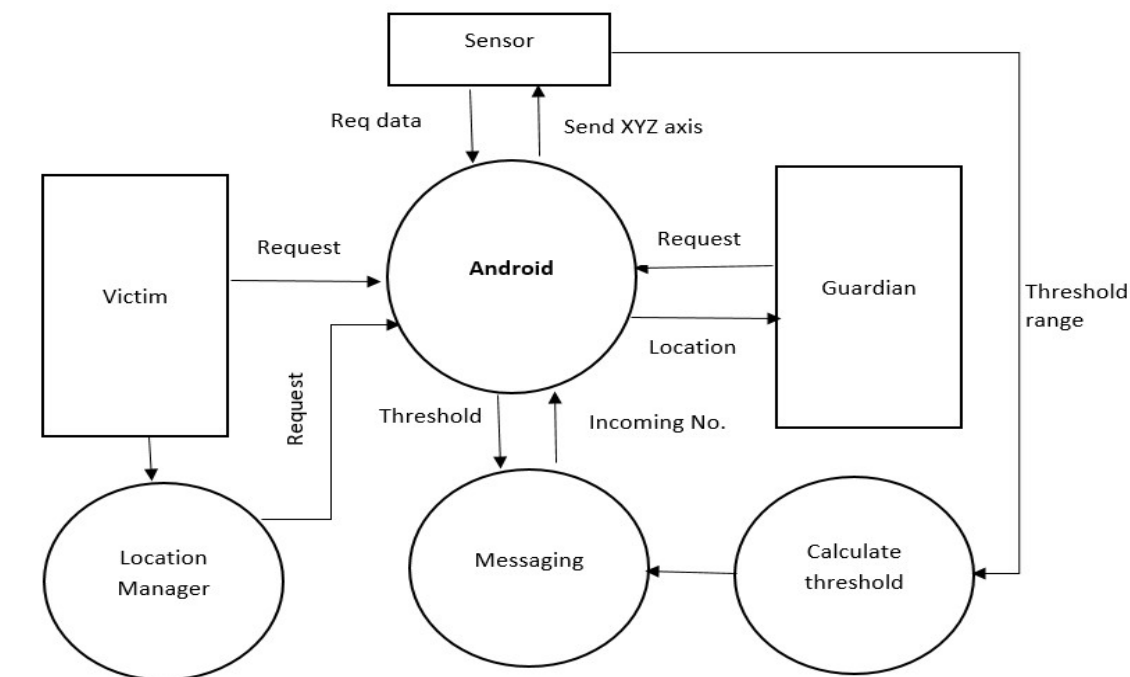 Sensor
Req data
Send XYZ axis
Victim
Request
Android
Request
Guardian
Threshold
range
Location
Request
Threshold
Incoming No.
Location
Manager
Messaging
Calculate
threshold